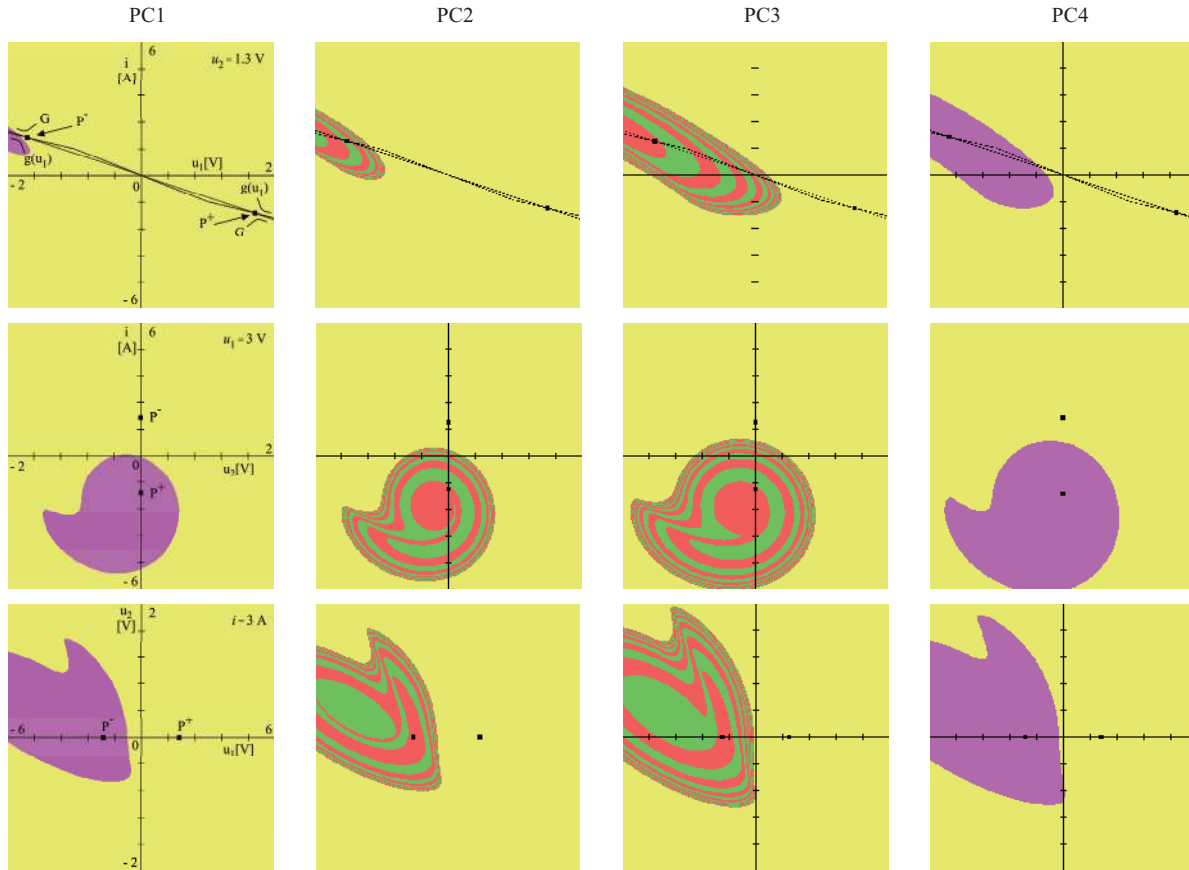 PC1 PC2 PC3 PC4
i 6 u₂ = 1.3 V
[A]
G P⁻
g(u₁) u₁[V]
-2 0 2
g(u₁)
P⁺ G
-6
i 6 u₁ = 3 V
[A]
P⁻
-2 0 2
u₂[V]
P⁺
-6
u₂ 2 i = 3 A
[V]
-6 P⁻ P⁺ 6
0 u₁[V]
-2